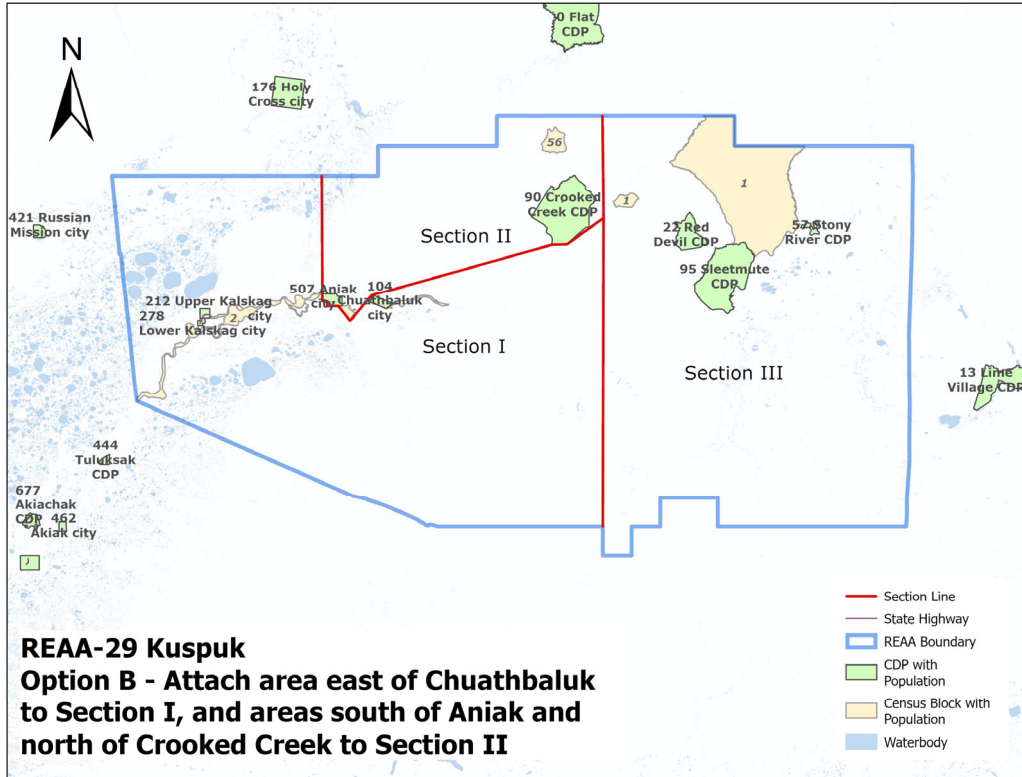 0 Flat
CDP
N
176 Holy
Cross city
56
1
1
90 Crooked
Creek CDP
421 Russian
Mission city
22 Red
Devil CDP
57 Stony
River CDP
Section II
95 Sleetmute
CDP
507 Aniak
city
104
Chuathbaluk
city
212 Upper Kalskag
city
278
Lower Kalskag city
2
Section I
Section III
13 Lime
Village CDP
444
Tuluksak
CDP
677
Akiachak
CDP
462
Akiak city
Section Line
State Highway
REAA Boundary
CDP with
Population
Census Block with
Population
Waterbody
REAA-29 Kuspuk
Option B - Attach area east of Chuathbaluk
to Section I, and areas south of Aniak and
north of Crooked Creek to Section II